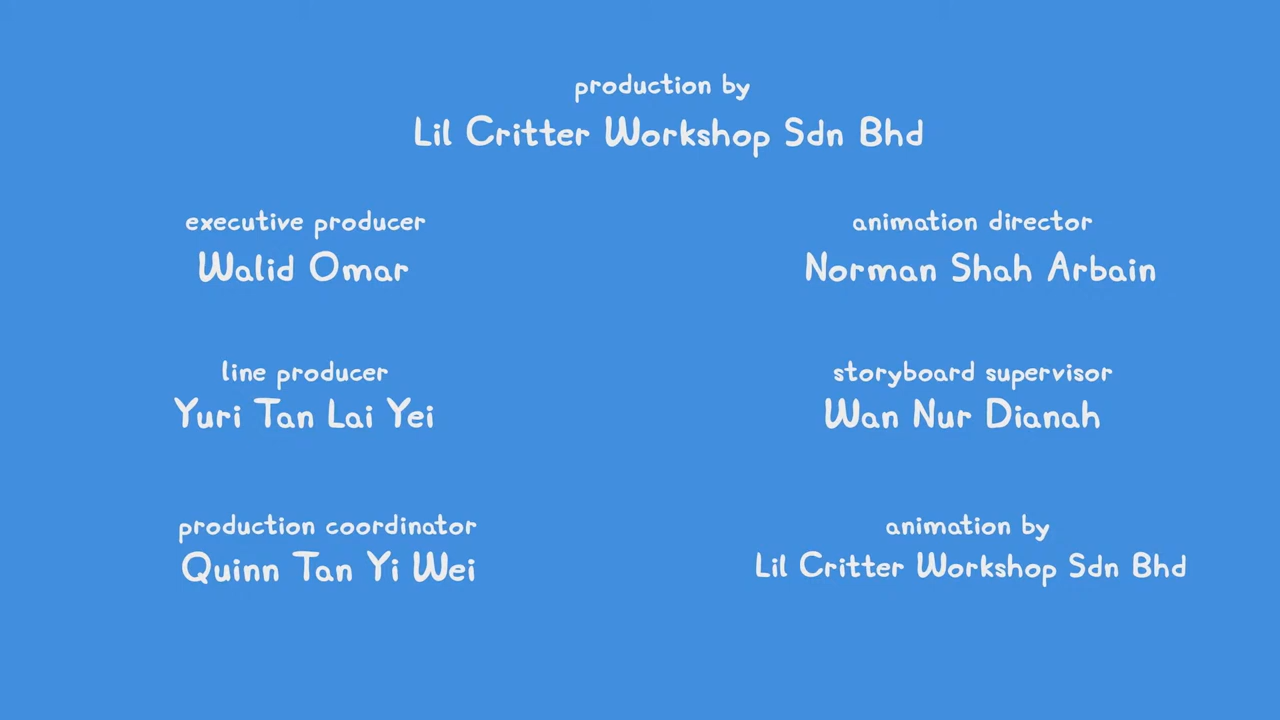 production by
Lil Critter Workshop Sdn Bhd
executive producer
Walid Omar
animation director
Norman Shah Arbain
line producer
Yuri Tan Lai Yei
storyboard supervisor
Wan Nur Dianah
production coordinator
Quinn Tan Yi Wei
animation by
Lil Critter Workshop Sdn Bhd